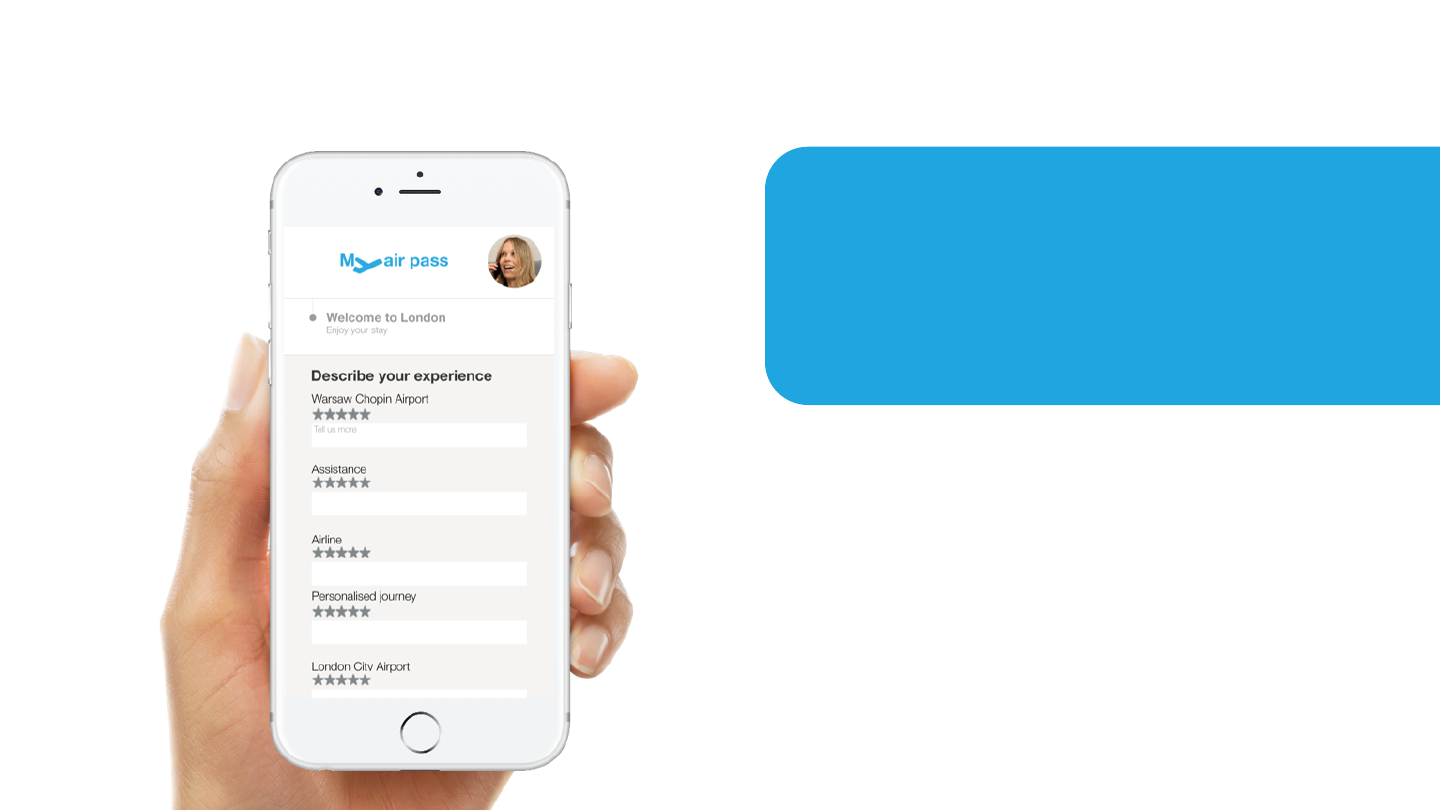 My air pass
Welcome to London
Enjoy your stay
Describe your experience
Warsaw Chopin Airport
Tell us more
Assistance
Airline
Personalised journey
London City Airport